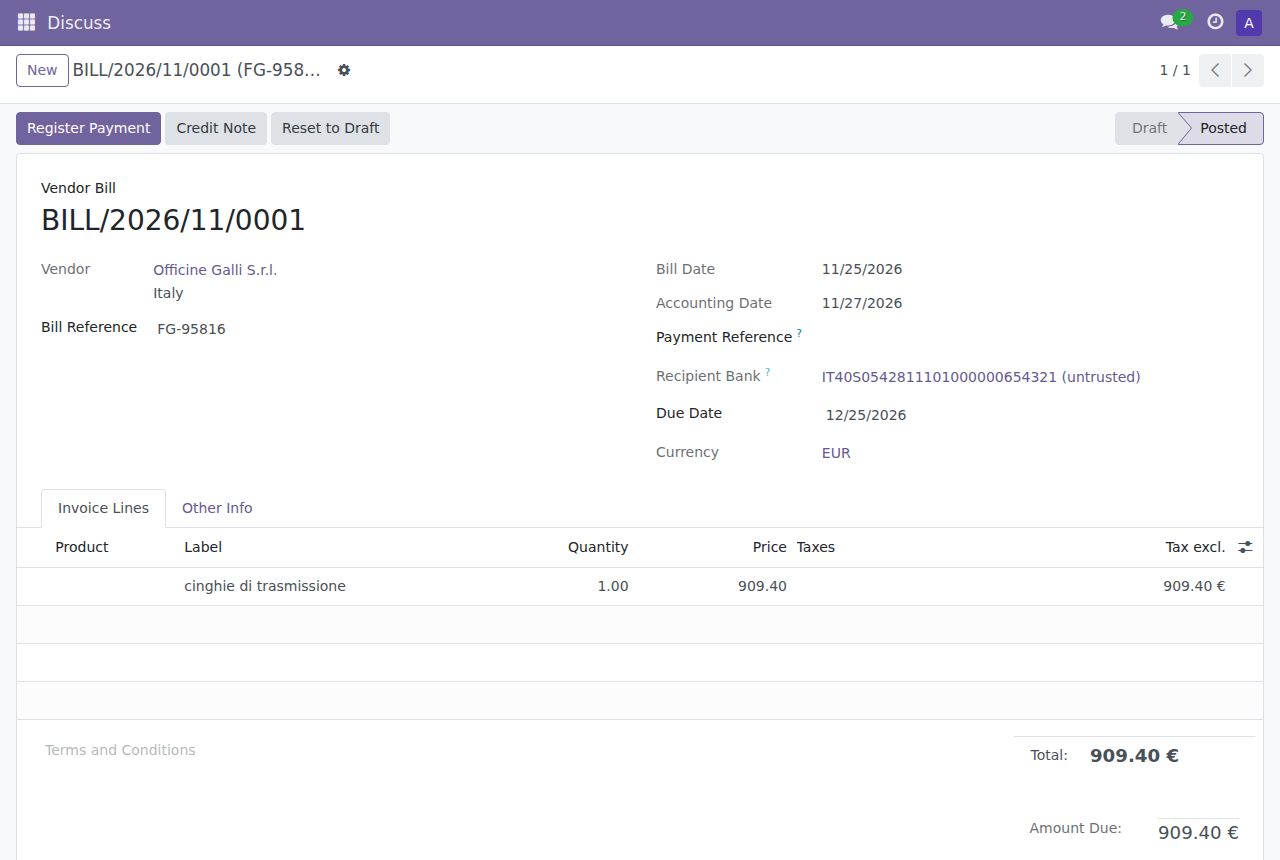 Discuss
2
A
New
BILL/2026/11/0001 (FG-958...
1 / 1
Register Payment
Credit Note
Reset to Draft
Draft
Posted
Vendor Bill
BILL/2026/11/0001
Vendor
Officine Galli S.r.l.
Italy
Bill Reference
FG-95816
Bill Date
11/25/2026
Accounting Date
11/27/2026
Payment Reference ?
Recipient Bank ?
IT40S0542811101000000654321 (untrusted)
Due Date
12/25/2026
Currency
EUR
Invoice Lines
Other Info
Product Label Quantity Price Taxes Tax excl.
cinghie di trasmissione 1.00 909.40 909.40 €
Terms and Conditions
Total: 909.40 €
Amount Due: 909.40 €